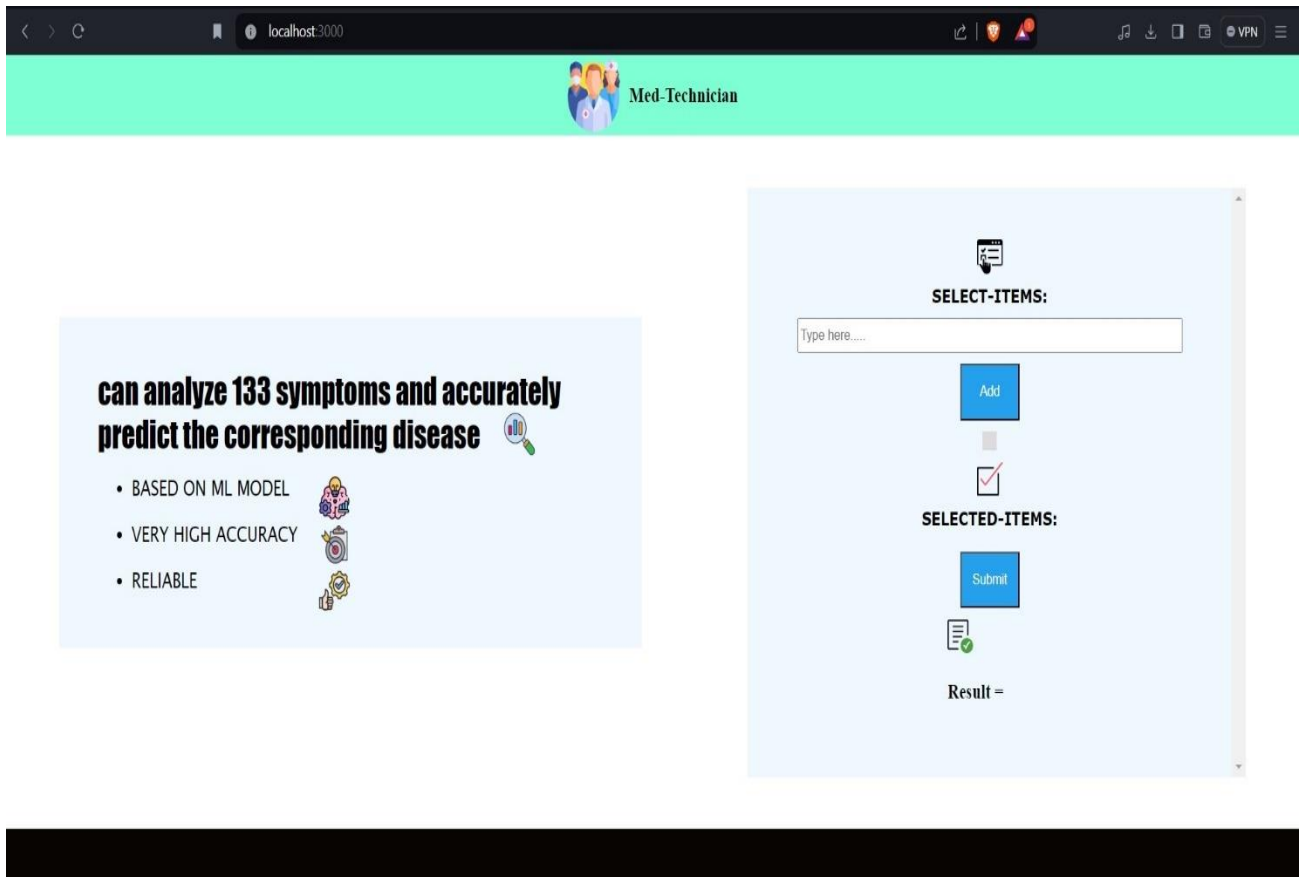 localhost:3000
VPN
Med-Technician
can analyze 133 symptoms and accurately
predict the corresponding disease
• BASED ON ML MODEL
• VERY HIGH ACCURACY
• RELIABLE
SELECT-ITEMS:
Type here.....
Add
SELECTED-ITEMS:
Submit
Result =